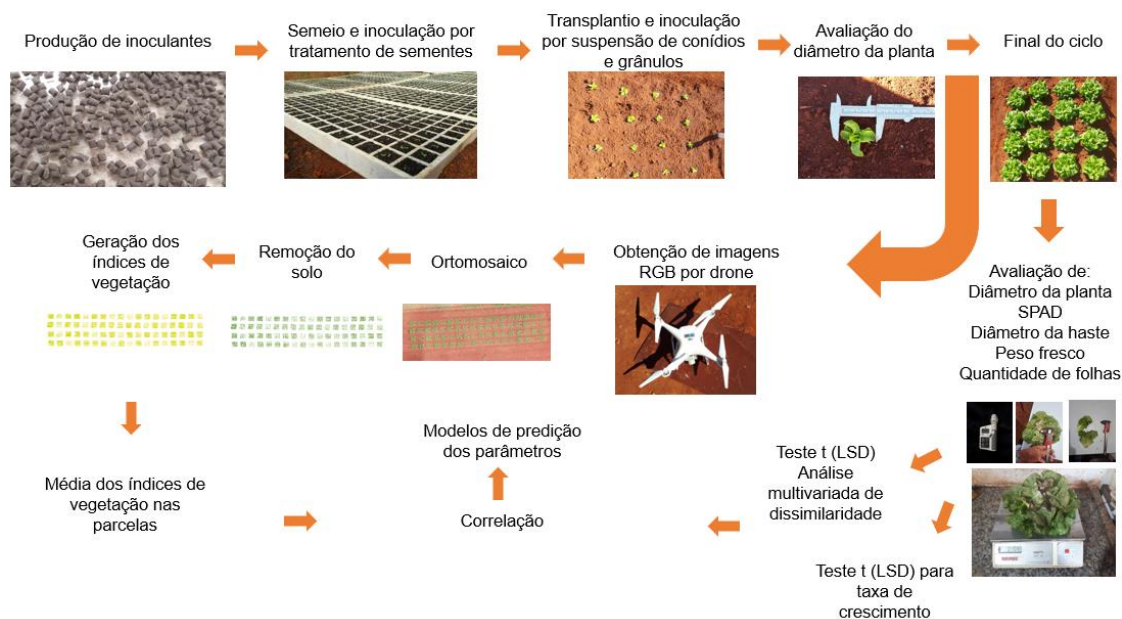 Produção de inoculantes
Semeio e inoculação por
tratamento de sementes
Transplantio e inoculação
por suspensão de conídios
e grânulos
Avaliação do
diâmetro da planta
Final do ciclo
Geração dos
índices de
vegetação
Remoção do
solo
Ortomosaico
Obtenção de imagens
RGB por drone
Avaliação de:
Diâmetro da planta
SPAD
Diâmetro da haste
Peso fresco
Quantidade de folhas
Média dos índices de
vegetação nas
parcelas
Modelos de predição
dos parâmetros
Correlação
Teste t (LSD)
Análise
multivariada de
dissimilaridade
Teste t (LSD) para
taxa de
crescimento